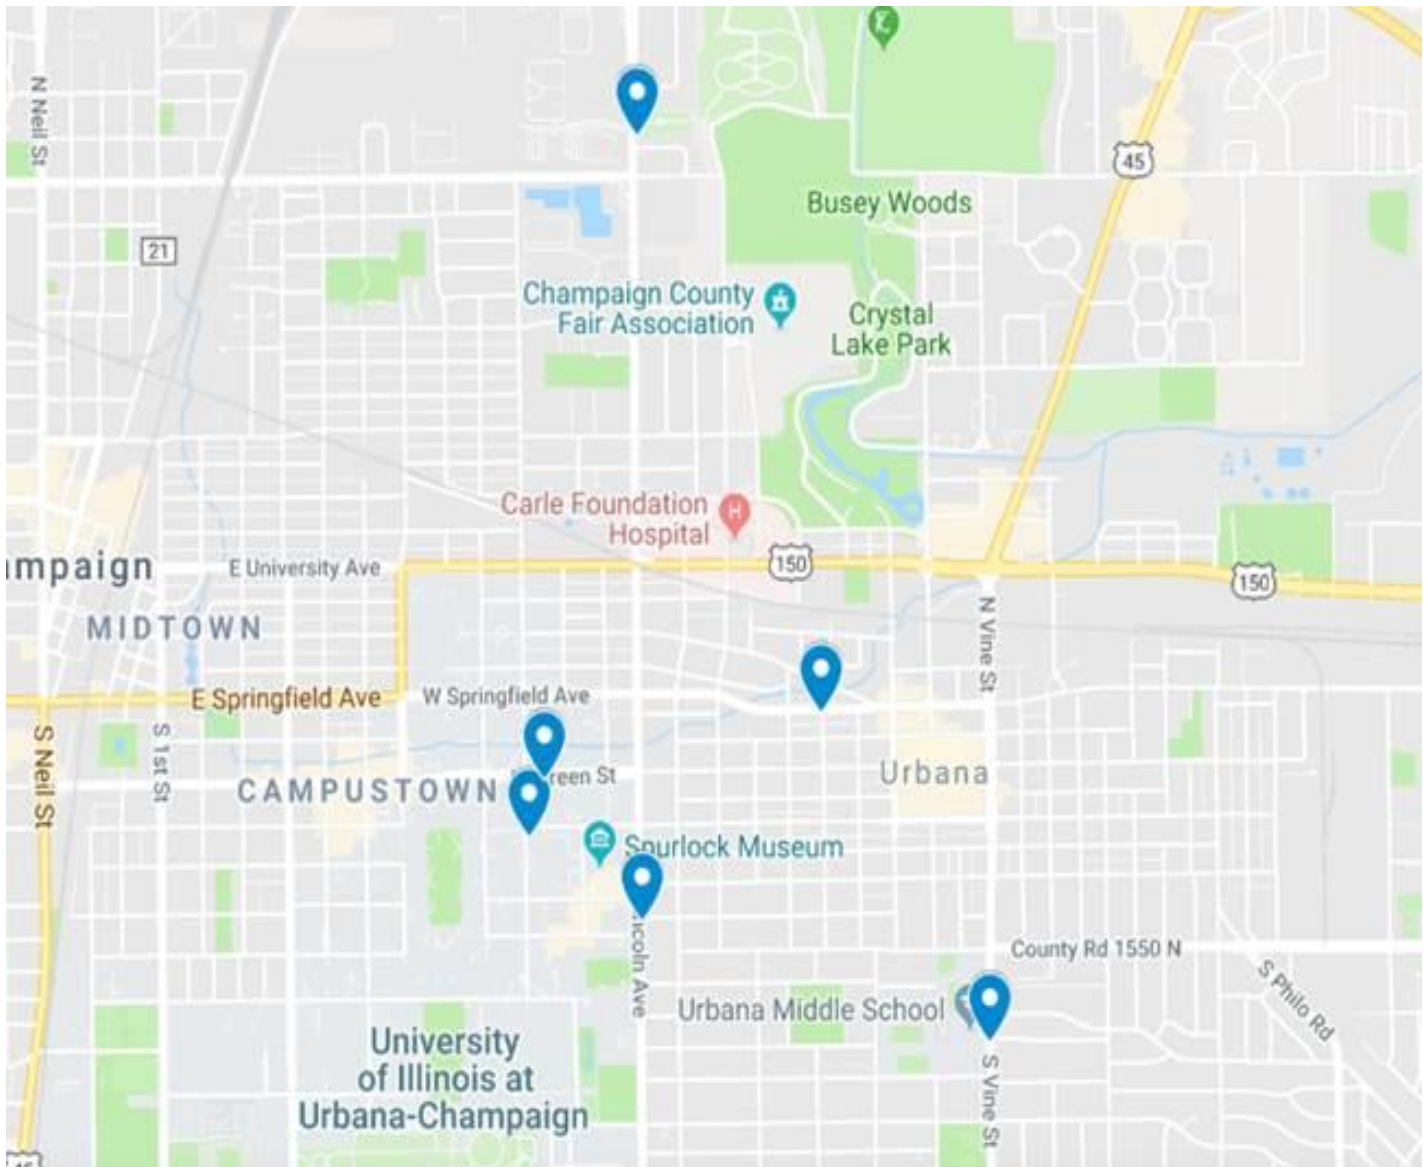 N Neil St
45
Busey Woods
21
Champaign County
Fair Association
Crystal
Lake Park
Carle Foundation
Hospital
150
mpaign
E University Ave
150
MIDTOWN
N Vine St
E Springfield Ave
W Springfield Ave
S Neil St
S 1st St
CAMPUSTOWN
reen St
Urbana
Spurlock Museum
County Rd 1550 N
incoln Ave
S Philo Rd
Urbana Middle School
University
of Illinois at
Urbana-Champaign
S Vine St